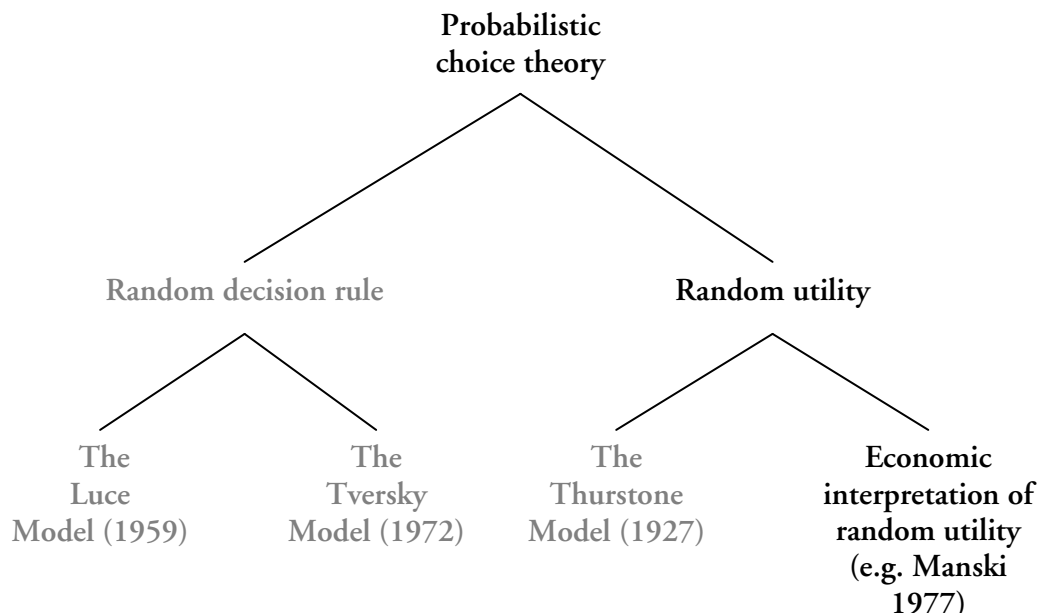 Probabilistic
choice theory
Random decision rule
Random utility
The
Luce
Model (1959)
The
Tversky
Model (1972)
The
Thurstone
Model (1927)
Economic
interpretation of
random utility
(e.g. Manski
1977)